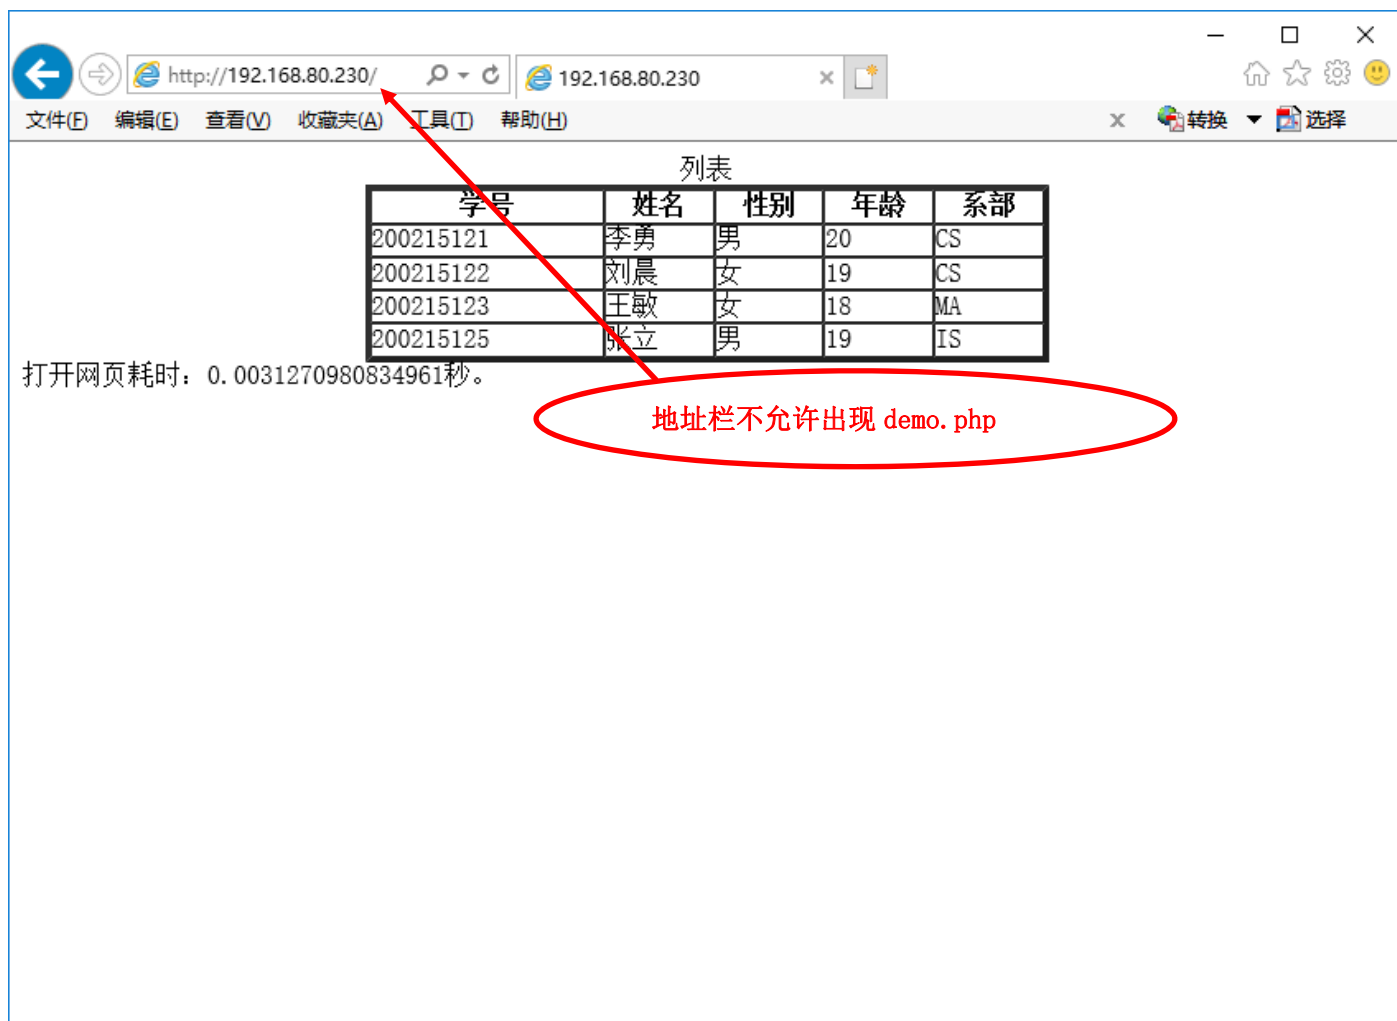 http://192.168.80.230/
192.168.80.230
文件(F) 编辑(E) 查看(V) 收藏夹(A) 工具(T) 帮助(H)
x 转换 选择
列表
学号 姓名 性别 年龄 系部
200215121 李勇 男 20 CS
200215122 刘晨 女 19 CS
200215123 王敏 女 18 MA
200215125 张立 男 19 IS
打开网页耗时：0.0031270980834961秒。
地址栏不允许出现 demo.php